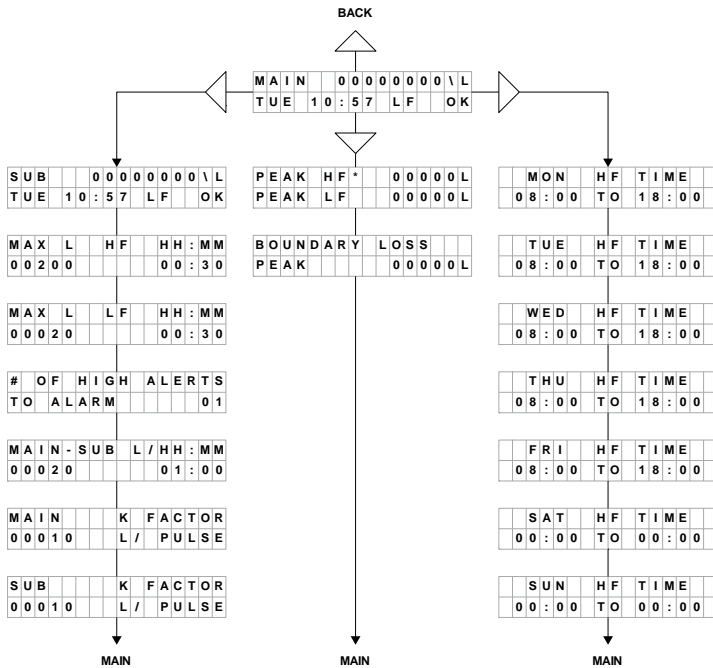 BACK
MAIN 00000000\L
TUE 10:57 LF OK
SUB 00000000\L
TUE 10:57 LF OK
MAX L HF HH:MM
00200 00:30
MAX L LF HH:MM
00020 00:30
# OF HIGH ALERTS
TO ALARM 01
MAIN-SUB L/HH:MM
00020 01:00
MAIN K FACTOR
00010 L/ PULSE
SUB K FACTOR
00010 L/ PULSE
MAIN
PEAK HF* 00000L
PEAK LF 00000L
BOUNDARY LOSS
PEAK 00000L
MAIN
MON HF TIME
08:00 TO 18:00
TUE HF TIME
08:00 TO 18:00
WED HF TIME
08:00 TO 18:00
THU HF TIME
08:00 TO 18:00
FRI HF TIME
08:00 TO 18:00
SAT HF TIME
00:00 TO 00:00
SUN HF TIME
00:00 TO 00:00
MAIN